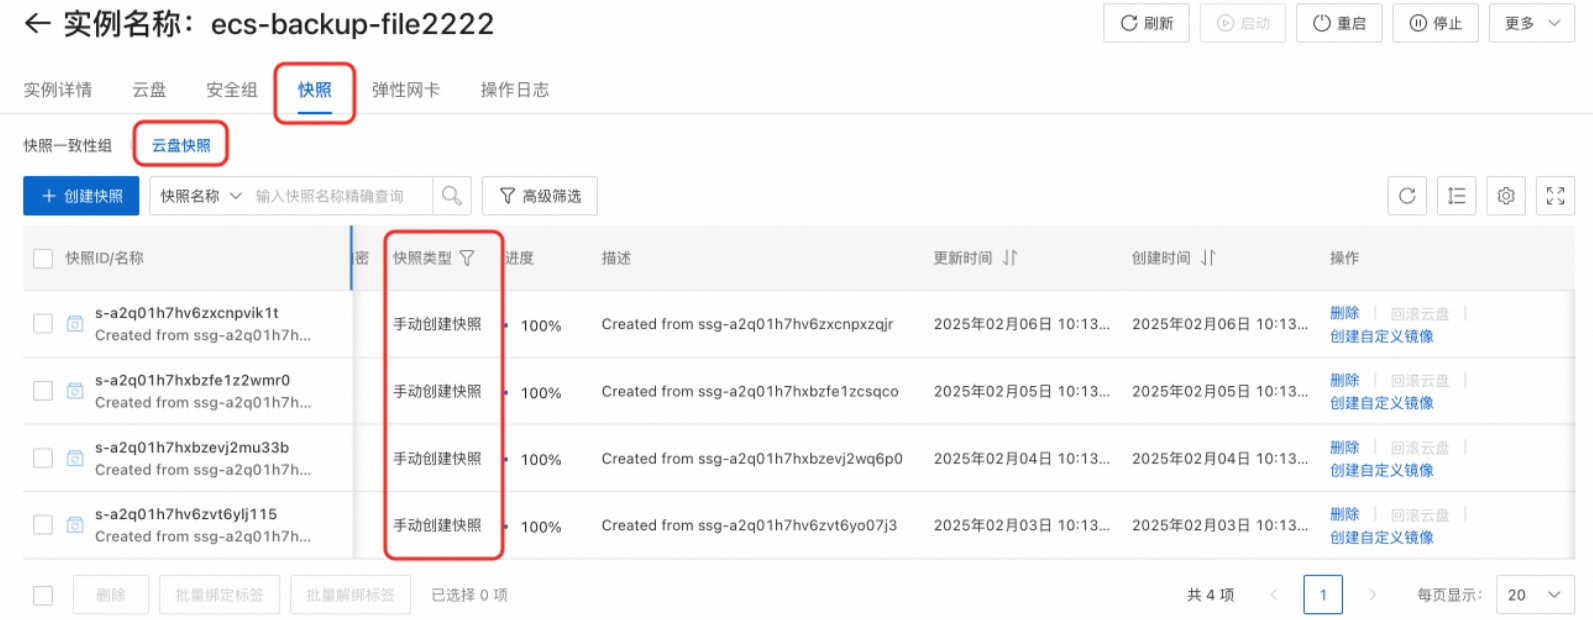 实例名称：ecs-backup-file2222
刷新 启动 重启 停止 更多
实例详情 云盘 安全组 快照 弹性网卡 操作日志
快照一致性组 云盘快照
创建快照 快照名称 输入快照名称精确查询 高级筛选
快照ID/名称 密 快照类型 进度 描述 更新时间 创建时间 操作
s-a2q01h7hv6zxcnpvik1t 删除 回滚云盘
手动创建快照 100% Created from ssg-a2q01h7hv6zxcnpxzqjr 2025年02月06日 10:13... 2025年02月06日 10:13...
Created from ssg-a2q01h7h... 创建自定义镜像
s-a2q01h7hxbzfe1z2wmr0 删除 回滚云盘
手动创建快照 100% Created from ssg-a2q01h7hxbzfe1zcsqco 2025年02月05日 10:13... 2025年02月05日 10:13...
Created from ssg-a2q01h7h... 创建自定义镜像
s-a2q01h7hxbzevj2mu33b 删除 回滚云盘
手动创建快照 100% Created from ssg-a2q01h7hxbzevj2wq6p0 2025年02月04日 10:13... 2025年02月04日 10:13...
Created from ssg-a2q01h7h... 创建自定义镜像
s-a2q01h7hv6zvt6ylj115 删除 回滚云盘
手动创建快照 100% Created from ssg-a2q01h7hv6zvt6yo07j3 2025年02月03日 10:13... 2025年02月03日 10:13...
Created from ssg-a2q01h7h... 创建自定义镜像
删除 批量绑定标签 批量解绑标签 已选择 0 项 共 4 项 1 每页显示： 20